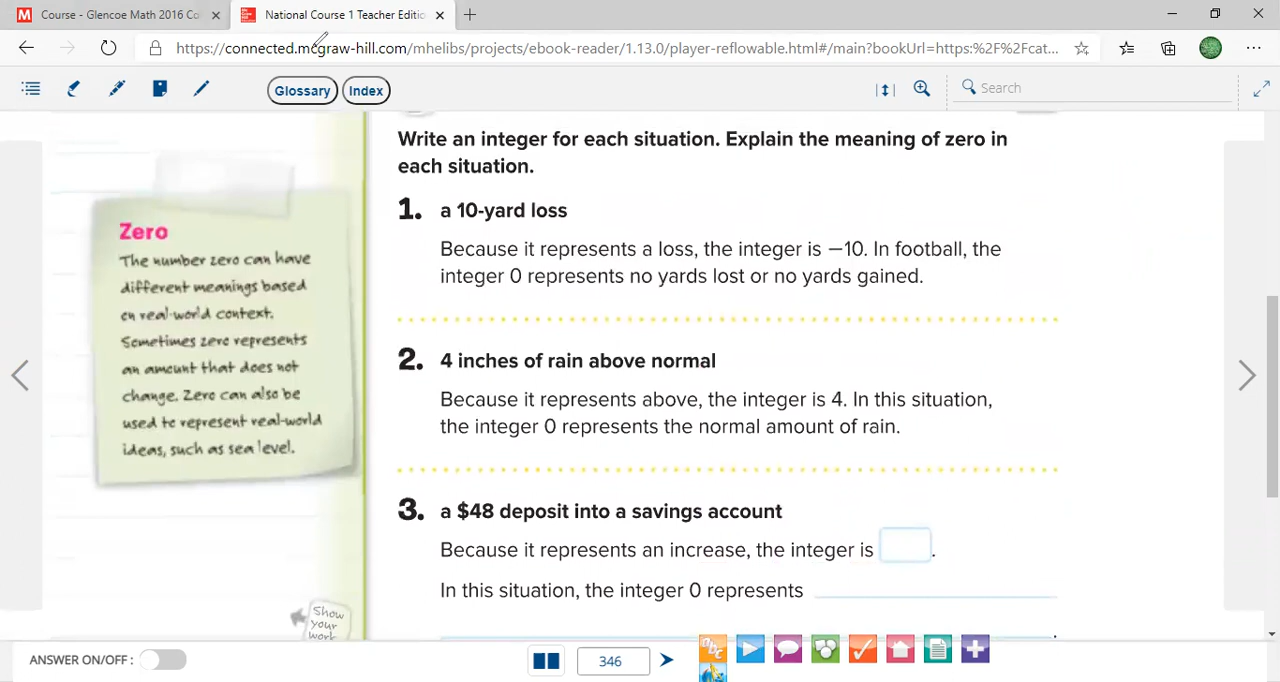 Course - Glencoe Math 2016 Co
National Course 1 Teacher Editio
https://connected.mcgraw-hill.com/mhelibs/projects/ebook-reader/1.13.0/player-reflowable.html#/main?bookUrl=https:%2F%2Fcat...
Glossary
Index
Search
Write an integer for each situation. Explain the meaning of zero in
each situation.
Zero
The number zero can have
different meanings based
on real-world context.
Sometimes zero represents
an amount that does not
change. Zero can also be
used to represent real-world
ideas, such as sea level.
1. a 10-yard loss
Because it represents a loss, the integer is −10. In football, the
integer 0 represents no yards lost or no yards gained.
2. 4 inches of rain above normal
Because it represents above, the integer is 4. In this situation,
the integer 0 represents the normal amount of rain.
3. a $48 deposit into a savings account
Because it represents an increase, the integer is .
In this situation, the integer 0 represents
.
Show
your
work
ANSWER ON/OFF :
346
abc